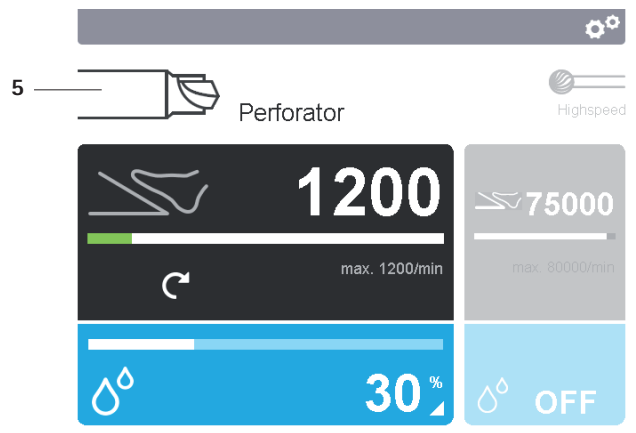 5
Perforator
Highspeed
1200
75000
max. 1200/min
max. 80000/min
30 %
OFF